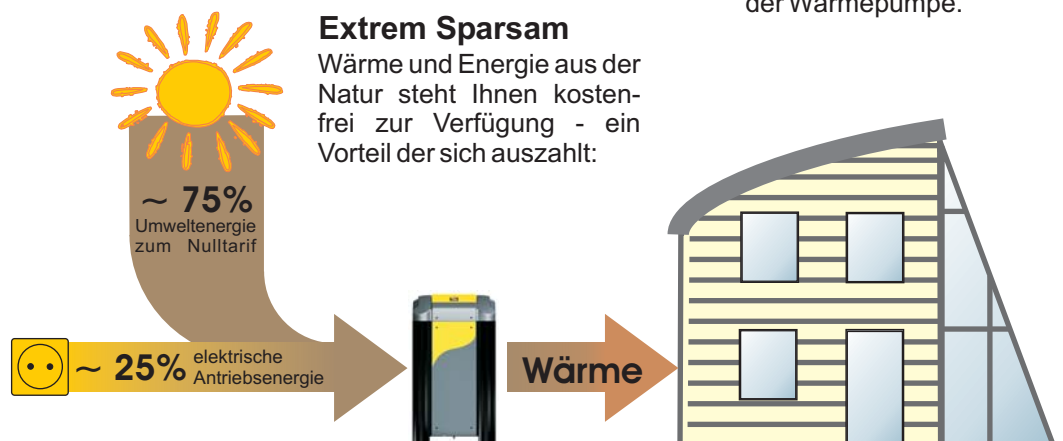 der Wärmepumpe.
Extrem Sparsam
Wärme und Energie aus der
Natur steht Ihnen kosten-
frei zur Verfügung - ein
Vorteil der sich auszahlt:
~ 75%
Umweltenergie
zum Nulltarif
~ 25% elektrische
Antriebsenergie
Wärme